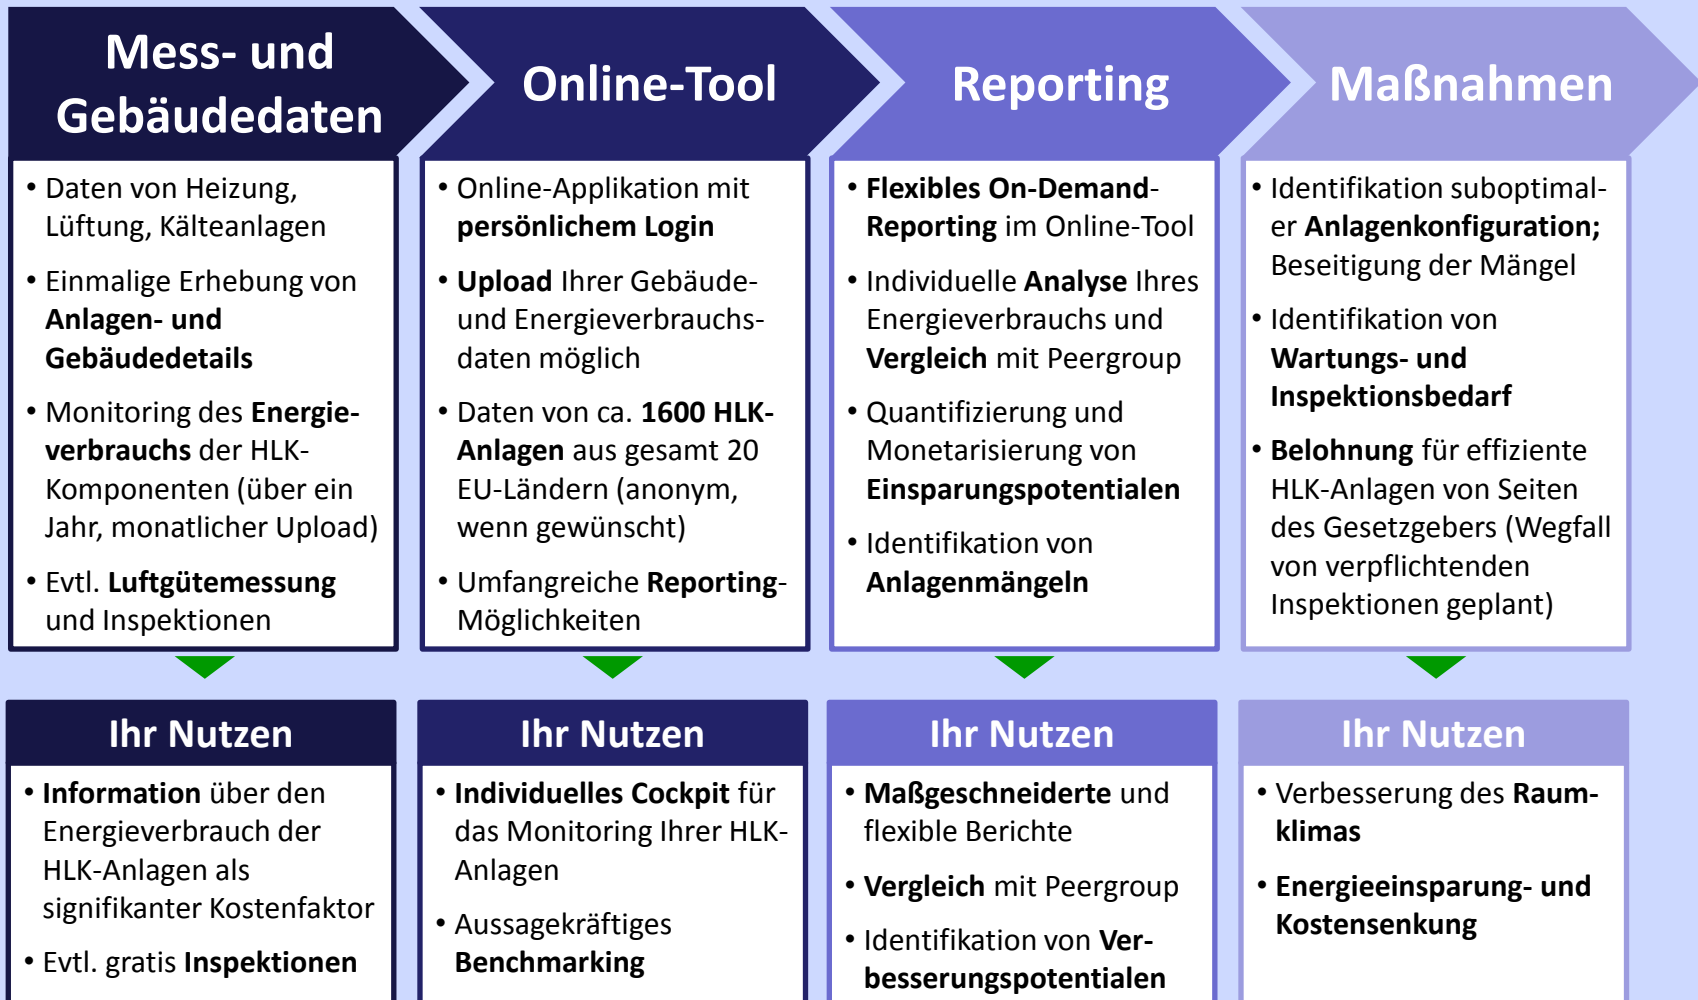 Mess- und
Gebäudedaten
Online-Tool
Reporting
Maßnahmen
• Daten von Heizung,
Lüftung, Kälteanlagen
• Einmalige Erhebung von
Anlagen- und
Gebäudedetails
• Monitoring des Energie-
verbrauchs der HLK-
Komponenten (über ein
Jahr, monatlicher Upload)
• Evtl. Luftgütemessung
und Inspektionen
• Online-Applikation mit
persönlichem Login
• Upload Ihrer Gebäude-
und Energieverbrauchs-
daten möglich
• Daten von ca. 1600 HLK-
Anlagen aus gesamt 20
EU-Ländern (anonym,
wenn gewünscht)
• Umfangreiche Reporting-
Möglichkeiten
• Flexibles On-Demand-
Reporting im Online-Tool
• Individuelle Analyse Ihres
Energieverbrauchs und
Vergleich mit Peergroup
• Quantifizierung und
Monetarisierung von
Einsparungspotentialen
• Identifikation von
Anlagenmängeln
• Identifikation suboptimal-
er Anlagenkonfiguration;
Beseitigung der Mängel
• Identifikation von
Wartungs- und
Inspektionsbedarf
• Belohnung für effiziente
HLK-Anlagen von Seiten
des Gesetzgebers (Wegfall
von verpflichtenden
Inspektionen geplant)
Ihr Nutzen
• Information über den
Energieverbrauch der
HLK-Anlagen als
signifikanter Kostenfaktor
• Evtl. gratis Inspektionen
Ihr Nutzen
• Individuelles Cockpit für
das Monitoring Ihrer HLK-
Anlagen
• Aussagekräftiges
Benchmarking
Ihr Nutzen
• Maßgeschneiderte und
flexible Berichte
• Vergleich mit Peergroup
• Identifikation von Ver-
besserungspotentialen
Ihr Nutzen
• Verbesserung des Raum-
klimas
• Energieeinsparung- und
Kostensenkung